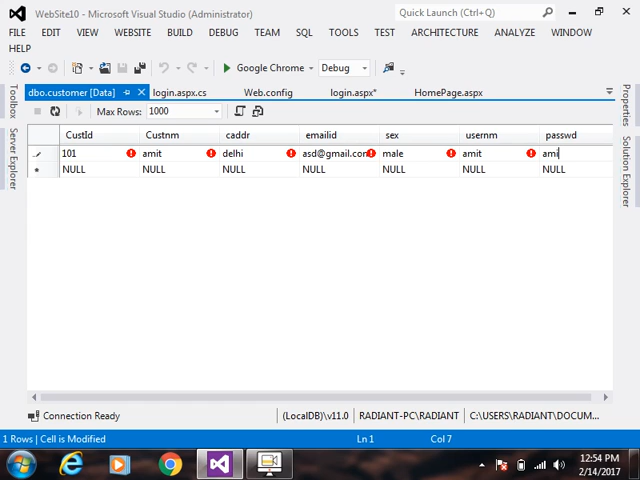 WebSite10 - Microsoft Visual Studio (Administrator)
Quick Launch (Ctrl+Q)
FILE EDIT VIEW WEBSITE BUILD DEBUG TEAM SQL TOOLS TEST ARCHITECTURE ANALYZE WINDOW
HELP
Google Chrome Debug
dbo.customer [Data] login.aspx.cs Web.config login.aspx* HomePage.aspx
Max Rows: 1000
Toolbox
Server Explorer
Properties
Solution Explorer
CustId Custnm caddr emailid sex usernm passwd
101 amit delhi asd@gmail.com male amit ami
NULL NULL NULL NULL NULL NULL NULL
Connection Ready (LocalDB)\v11.0 RADIANT-PC\RADIANT C:\USERS\RADIANT\DOCUM...
1 Rows | Cell is Modified Ln 1 Col 7
12:54 PM
2/14/2017